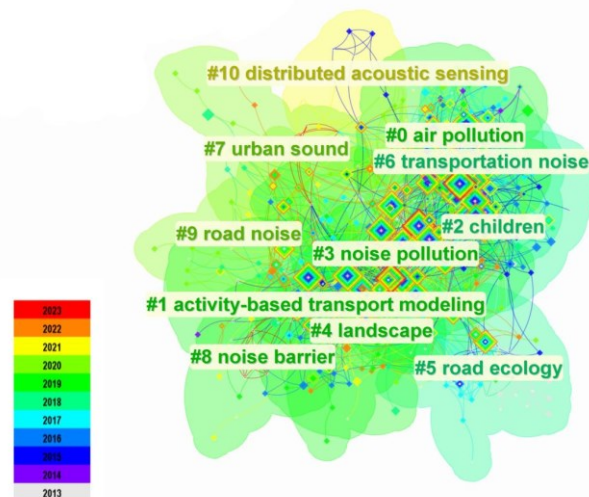 #10 distributed acoustic sensing
#0 air pollution
#7 urban sound
#6 transportation noise
#2 children
#9 road noise
#3 noise pollution
#1 activity-based transport modeling
#4 landscape
#8 noise barrier
#5 road ecology
2023
2022
2021
2020
2019
2018
2017
2016
2015
2014
2013